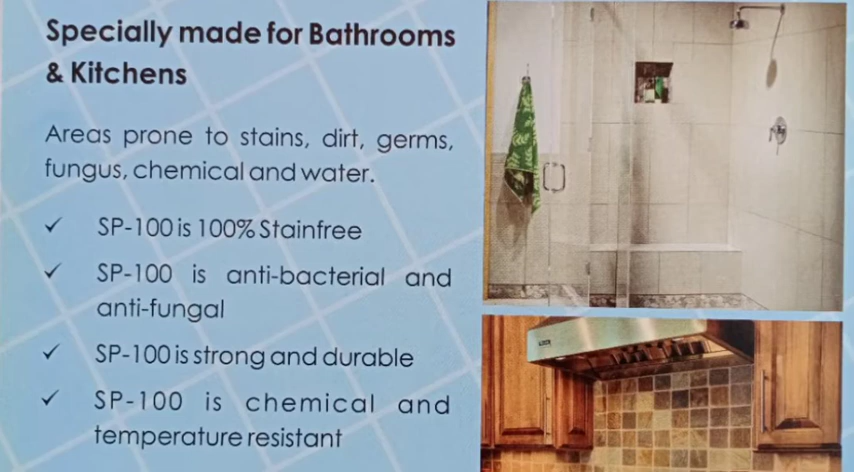 Specially made for Bathrooms
& Kitchens
Areas prone to stains, dirt, germs,
fungus, chemical and water.
✓ SP-100 is 100% Stainfree
✓ SP-100 is anti-bacterial and
anti-fungal
✓ SP-100 is strong and durable
✓ SP-100 is chemical and
temperature resistant